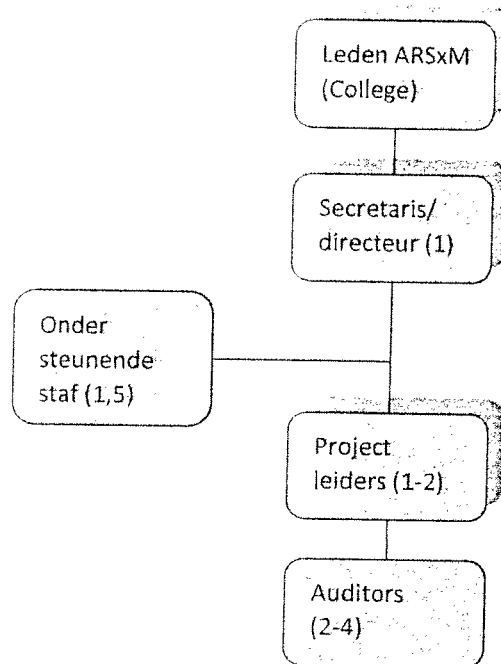 Leden ARSxM
(College)
Secretaris/
directeur (1)
Onder
steunende
staf (1,5)
Project
leiders (1-2)
Auditors
(2-4)